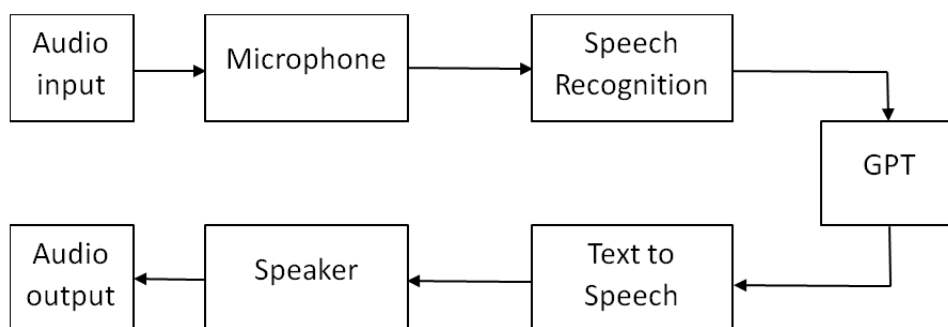 Audio
input
Microphone
Speech
Recognition
GPT
Text to
Speech
Speaker
Audio
output